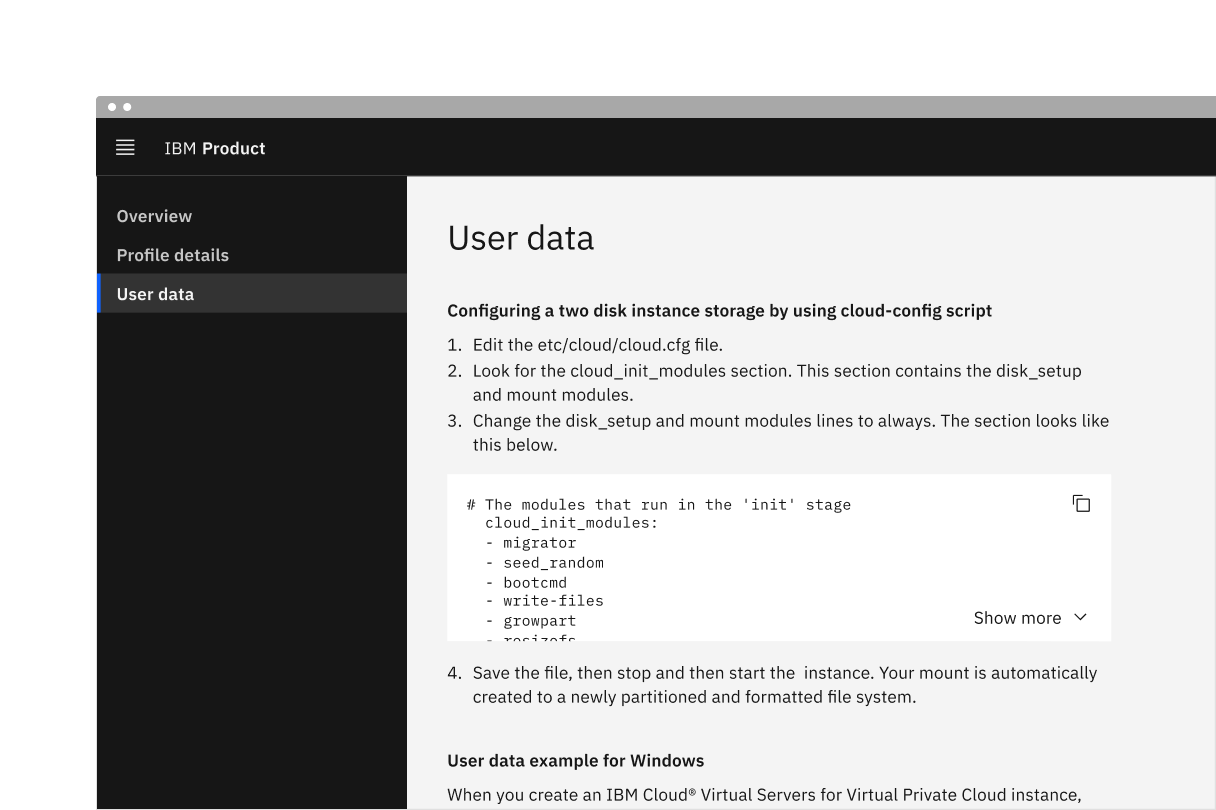 IBM Product
Overview
Profile details
User data
User data
Configuring a two disk instance storage by using cloud-config script
1. Edit the etc/cloud/cloud.cfg file.
2. Look for the cloud_init_modules section. This section contains the disk_setup
and mount modules.
3. Change the disk_setup and mount modules lines to always. The section looks like
this below.
# The modules that run in the 'init' stage
cloud_init_modules:
- migrator
- seed_random
- bootcmd
- write-files
- growpart
- resizefs
Show more
4. Save the file, then stop and then start the  instance. Your mount is automatically
created to a newly partitioned and formatted file system.
User data example for Windows
When you create an IBM Cloud® Virtual Servers for Virtual Private Cloud instance,